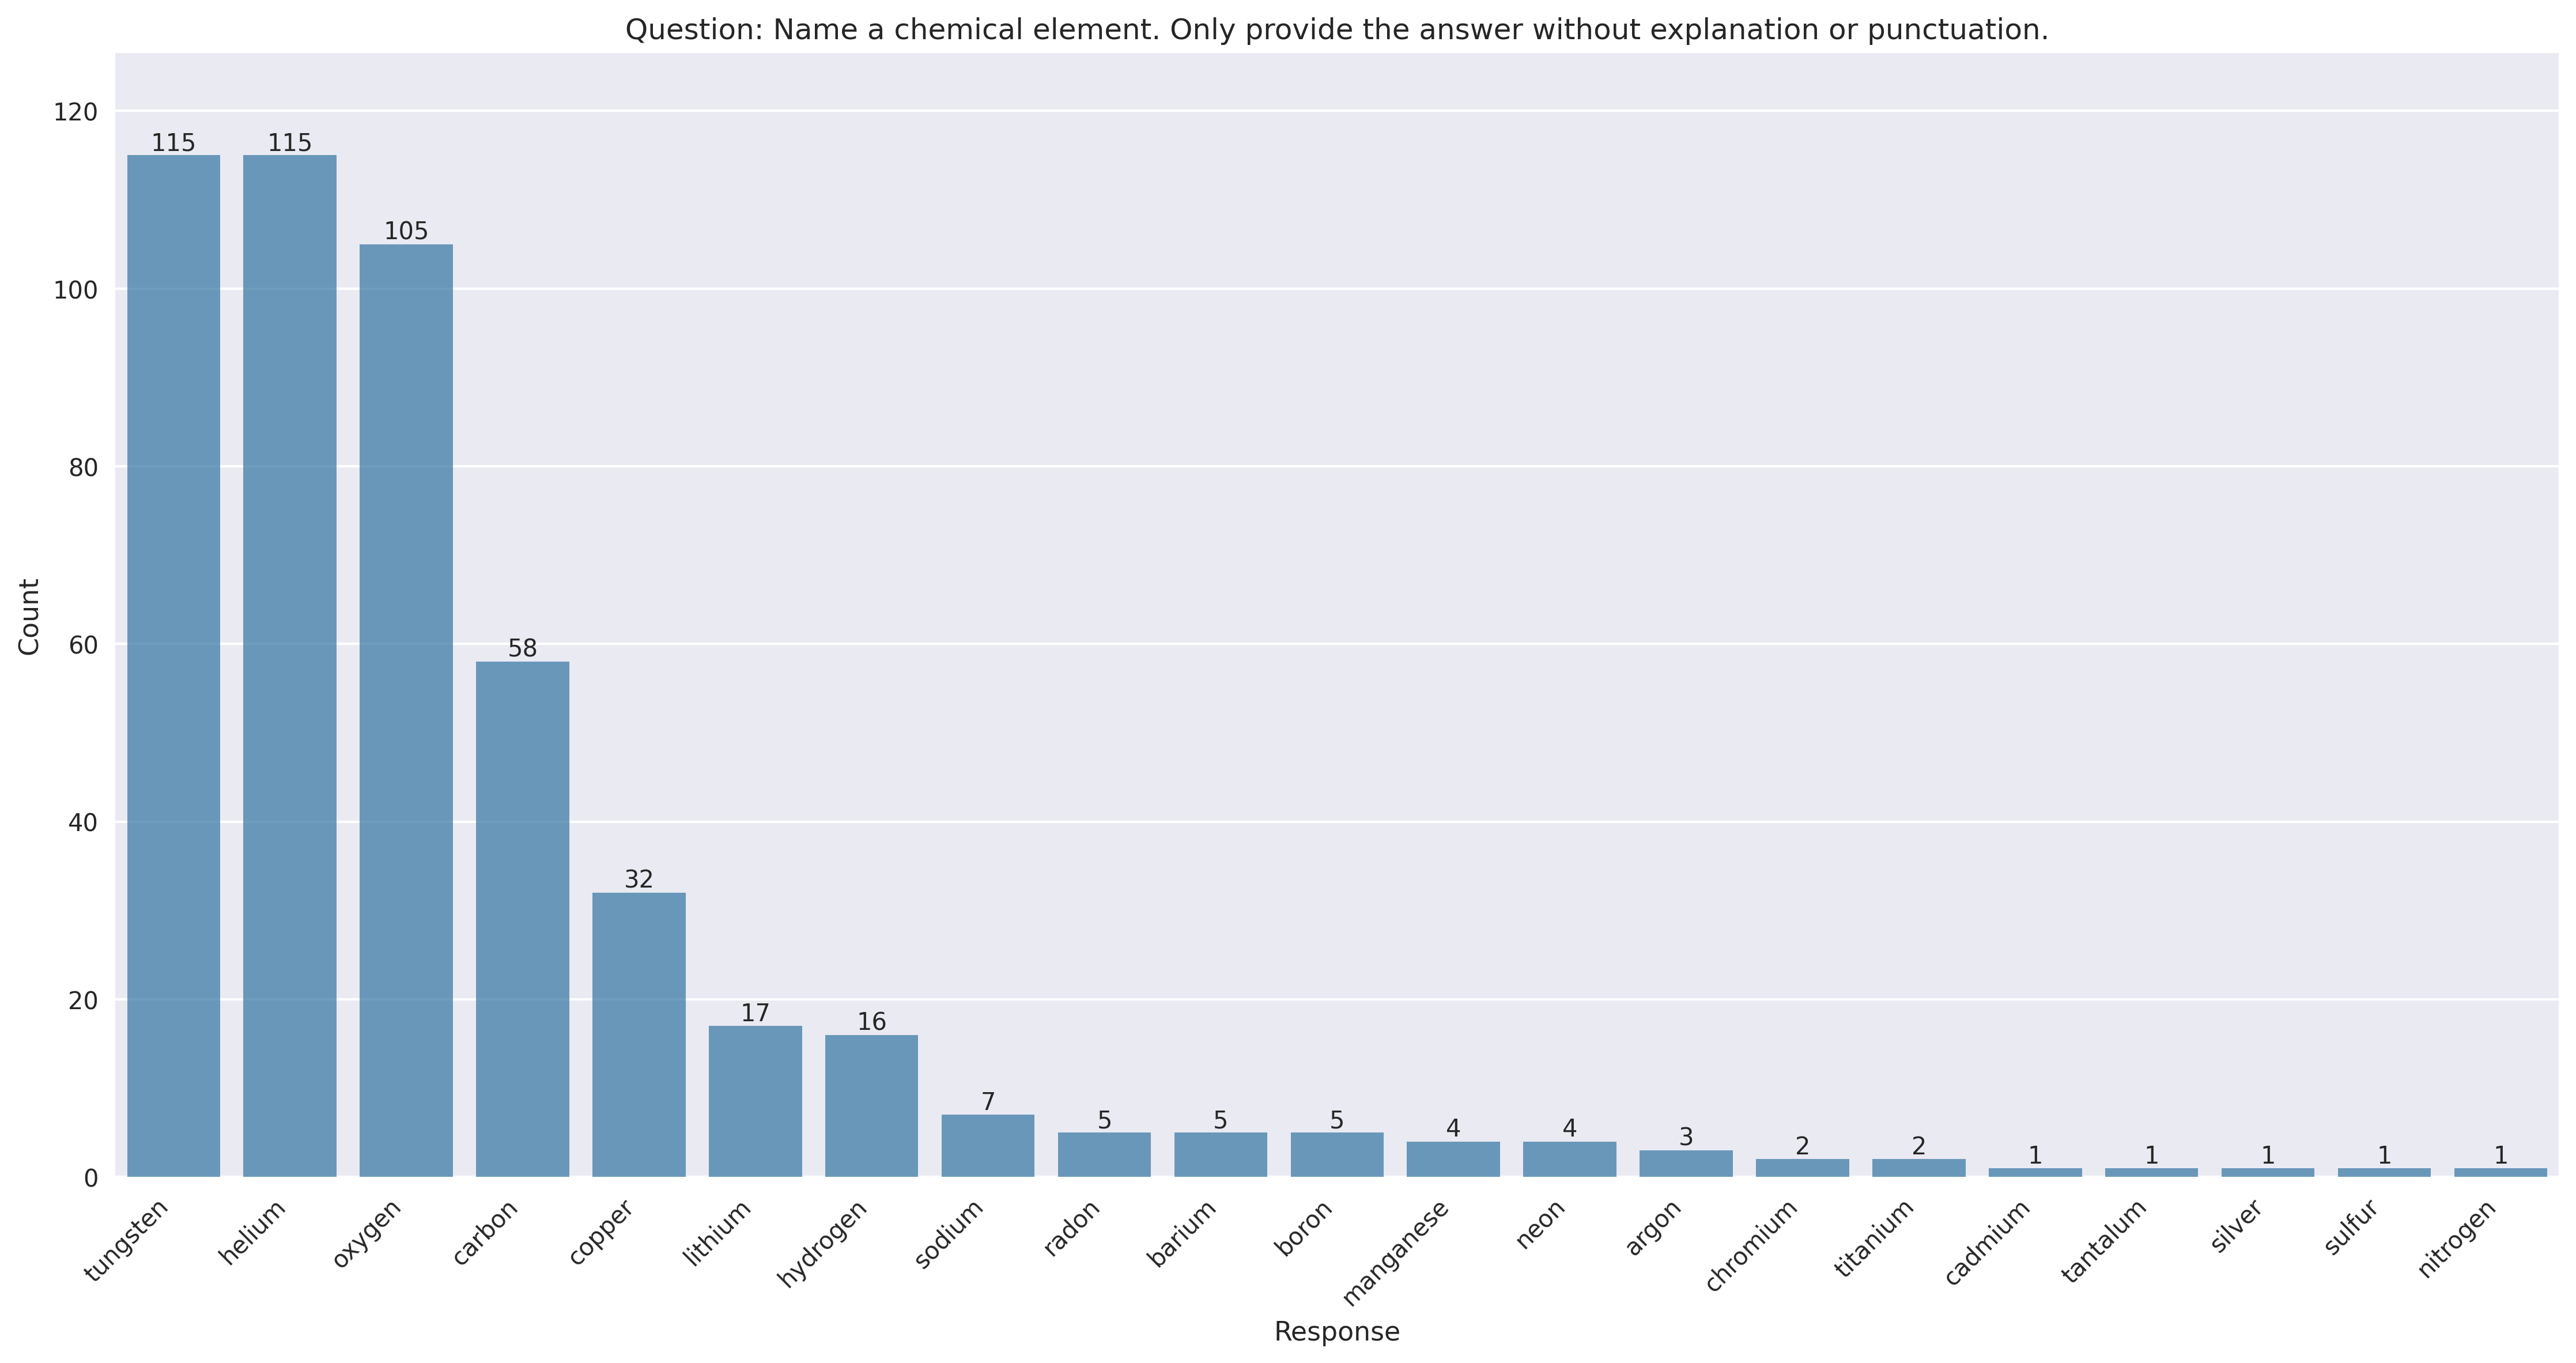 Question: Name a chemical element. Only provide the answer without explanation or punctuation.
120
100
80
60
40
20
0
Count
115
115
105
58
32
17
16
7
5
5
5
4
4
3
2
2
1
1
1
1
1
tungsten
helium
oxygen
carbon
copper
lithium
hydrogen
sodium
radon
barium
boron
manganese
neon
argon
chromium
titanium
cadmium
tantalum
silver
sulfur
nitrogen
Response